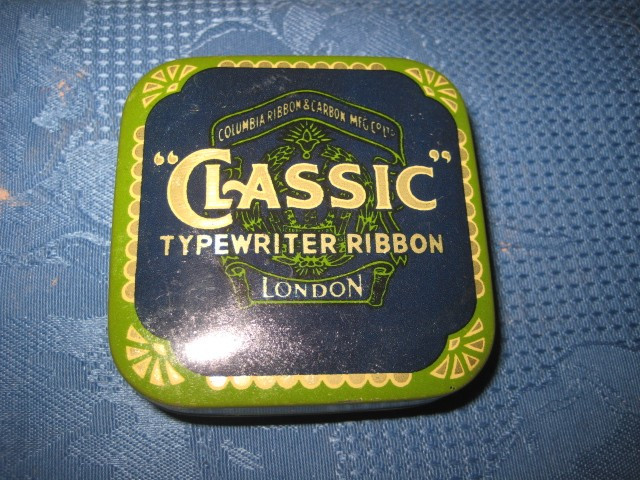 COLUMBIA RIBBON & CARBON MFG CO LTD
"CLASSIC"
TYPEWRITER RIBBON
LONDON